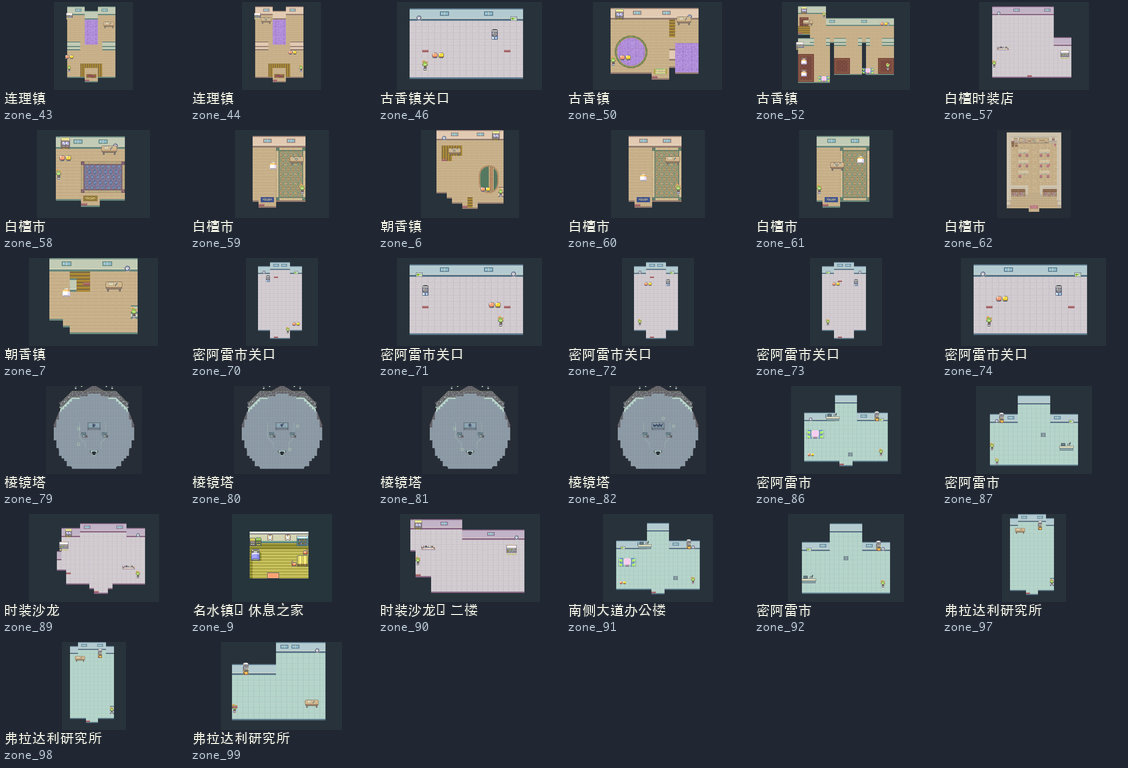 连理镇
zone_43
连理镇
zone_44
古香镇关口
zone_46
古香镇
zone_50
古香镇
zone_52
白檀时装店
zone_57
白檀市
zone_58
白檀市
zone_59
朝香镇
zone_6
白檀市
zone_60
白檀市
zone_61
白檀市
zone_62
朝香镇
zone_7
密阿雷市关口
zone_70
密阿雷市关口
zone_71
密阿雷市关口
zone_72
密阿雷市关口
zone_73
密阿雷市关口
zone_74
棱镜塔
zone_79
棱镜塔
zone_80
棱镜塔
zone_81
棱镜塔
zone_82
密阿雷市
zone_86
密阿雷市
zone_87
时装沙龙
zone_89
名水镇 休息之家
zone_9
时装沙龙 二楼
zone_90
南侧大道办公楼
zone_91
密阿雷市
zone_92
弗拉达利研究所
zone_97
弗拉达利研究所
zone_98
弗拉达利研究所
zone_99